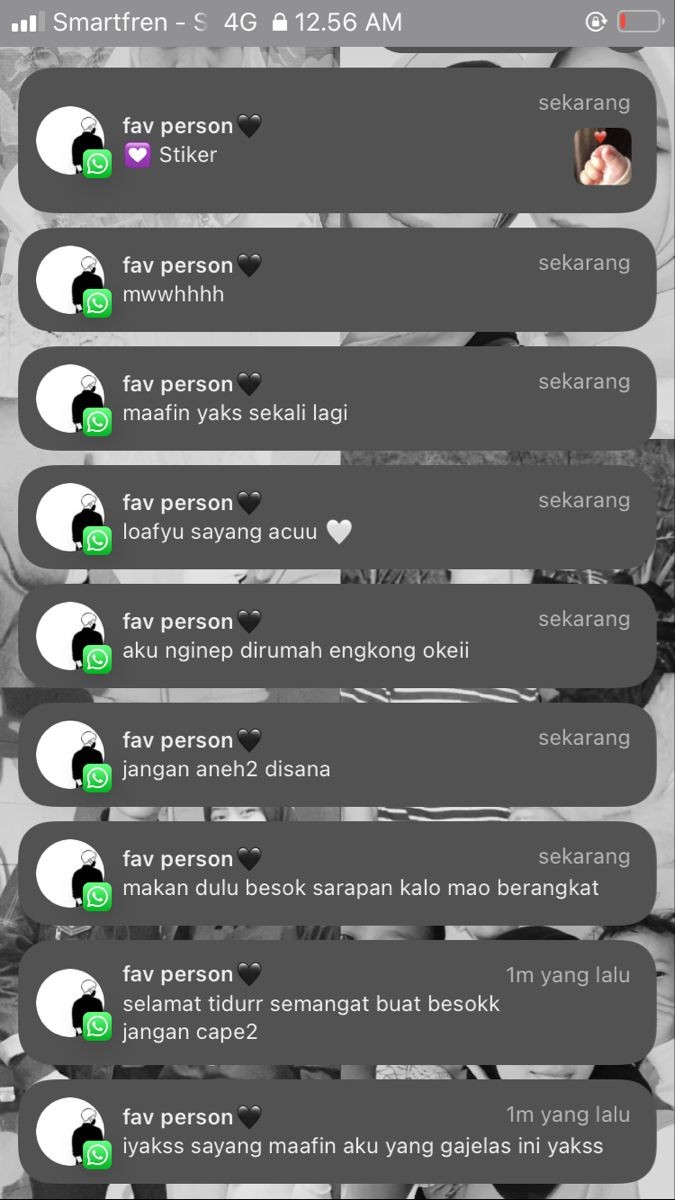 Smartfren - S 4G 12.56 AM
fav person🖤 sekarang
💟 Stiker
fav person🖤 sekarang
mwwhhhh
fav person🖤 sekarang
maafin yaks sekali lagi
fav person🖤 sekarang
loafyu sayang acuu 🤍
fav person🖤 sekarang
aku nginep dirumah engkong okeii
fav person🖤 sekarang
jangan aneh2 disana
fav person🖤 sekarang
makan dulu besok sarapan kalo mao berangkat
fav person🖤 1m yang lalu
selamat tidurr semangat buat besokk
jangan cape2
fav person🖤 1m yang lalu
iyakss sayang maafin aku yang gajelas ini yakss